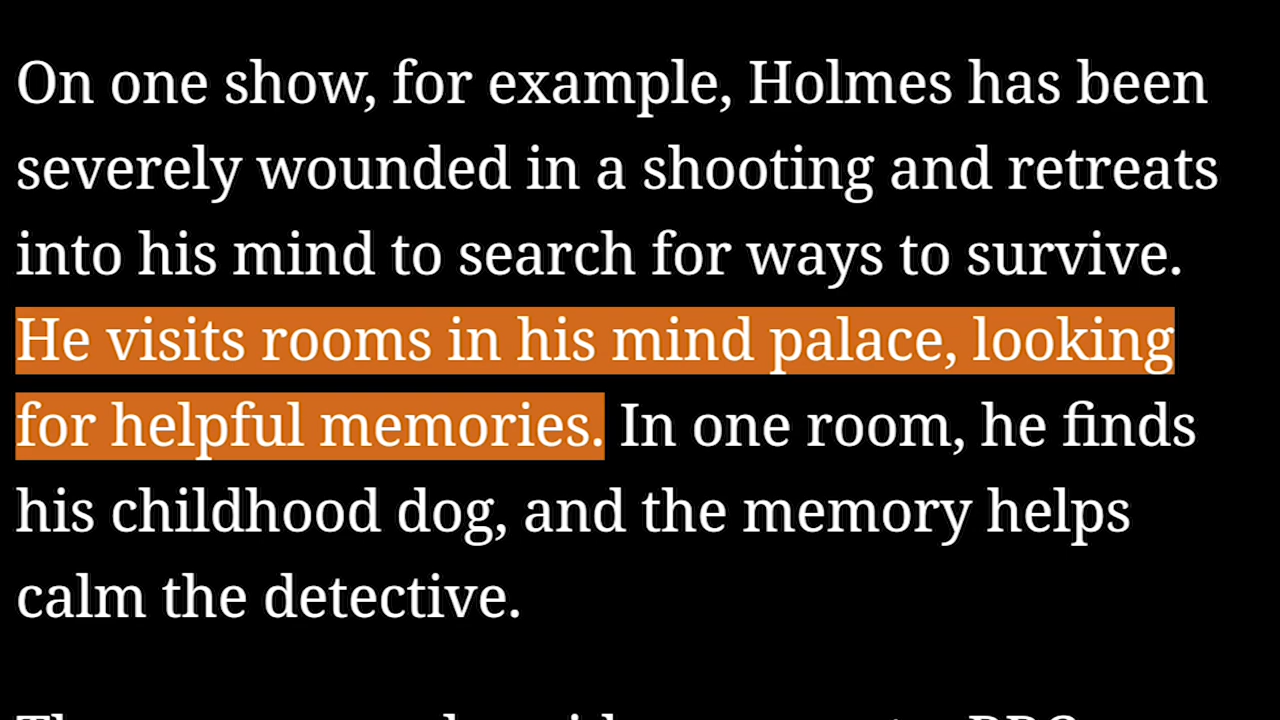 On one show, for example, Holmes has been
severely wounded in a shooting and retreats
into his mind to search for ways to survive.
He visits rooms in his mind palace, looking
for helpful memories. In one room, he finds
his childhood dog, and the memory helps
calm the detective.